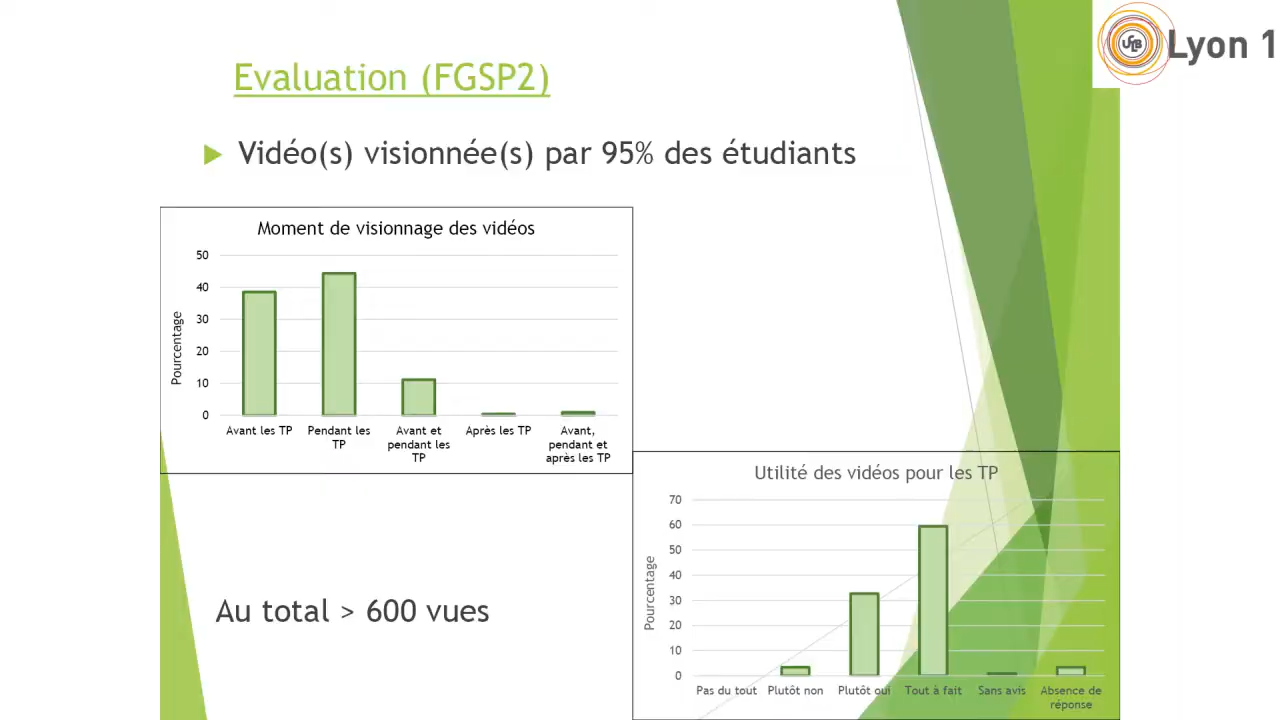 Lyon 1
Evaluation (FGSP2)
Vidéo(s) visionnée(s) par 95% des étudiants
Moment de visionnage des vidéos
50
40
30
20
10
0
Pourcentage
Avant les TP
Pendant les
TP
Avant et
pendant les
TP
Après les TP
Avant,
pendant et
après les TP
Utilité des vidéos pour les TP
70
60
50
40
30
20
10
0
Pourcentage
Pas du tout
Plutôt non
Plutôt oui
Tout à fait
Sans avis
Absence de
réponse
Au total > 600 vues